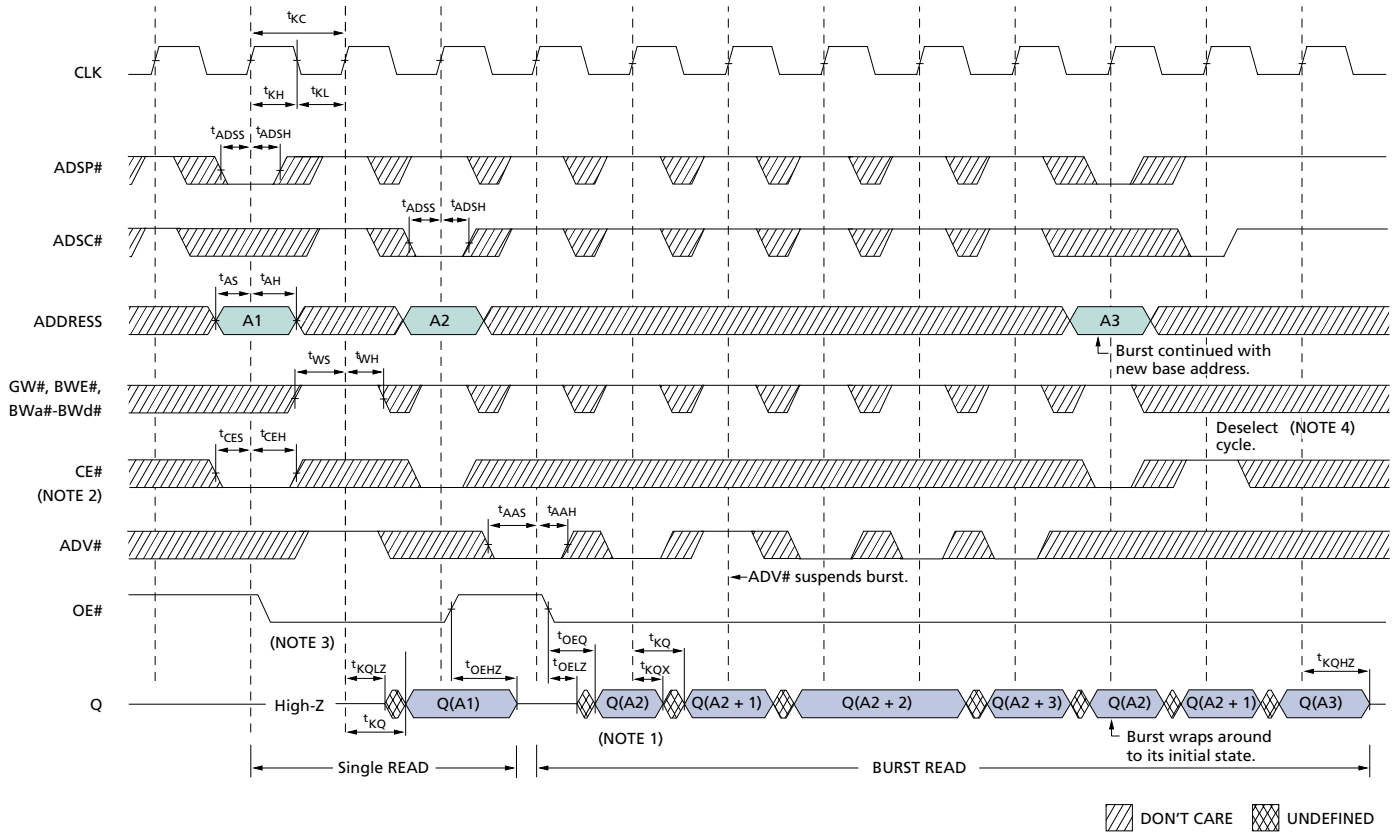 tKC
CLK
tKH tKL
tADSS tADSH
ADSP#
tADSS tADSH
ADSC#
tAS tAH
ADDRESS A1 A2 A3
Burst continued with
new base address.
tWS tWH
GW#, BWE#,
BWa#-BWd#
Deselect (NOTE 4)
cycle.
tCES tCEH
CE#
(NOTE 2)
tAAS tAAH
ADV#
ADV# suspends burst.
OE#
(NOTE 3)
tKQLZ tOEHZ tOEQ tOELZ tKQ tKQX tKQHZ
Q High-Z Q(A1) Q(A2) Q(A2 + 1) Q(A2 + 2) Q(A2 + 3) Q(A2) Q(A2 + 1) Q(A3)
tKQ
(NOTE 1)
Burst wraps around
to its initial state.
Single READ BURST READ
DON'T CARE UNDEFINED